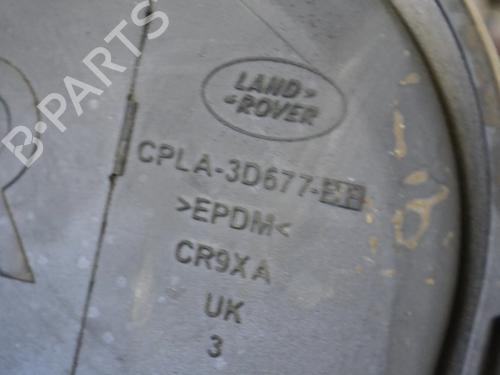 B-PARTS
LAND
ROVER
CPLA-3D677-
>EPDM<
CR9XA
UK
3